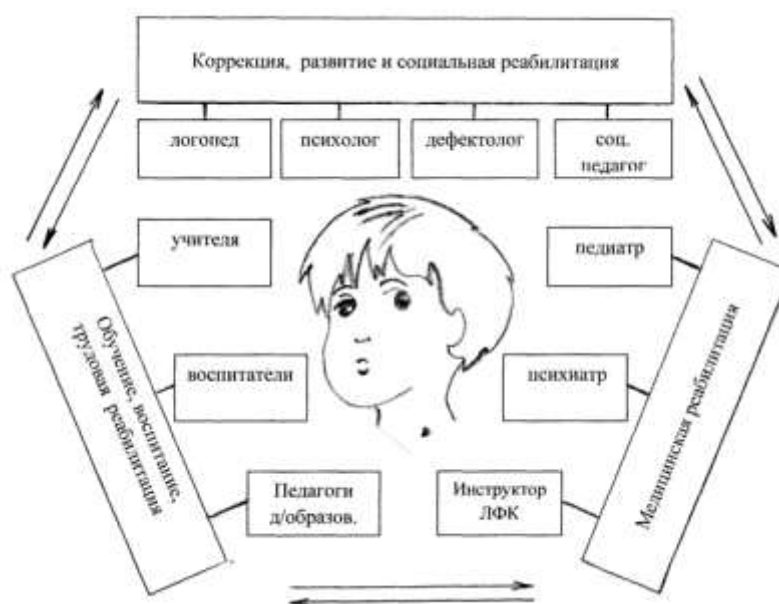 Коррекция, развитие и социальная реабилитация
логопед
психолог
дефектолог
соц.
педагог
учителя
педиатр
Обучение, воспитание,
трудовая реабилитация
воспитатели
психиатр
Медицинская реабилитация
Педагоги
д/образов.
Инструктор
ЛФК